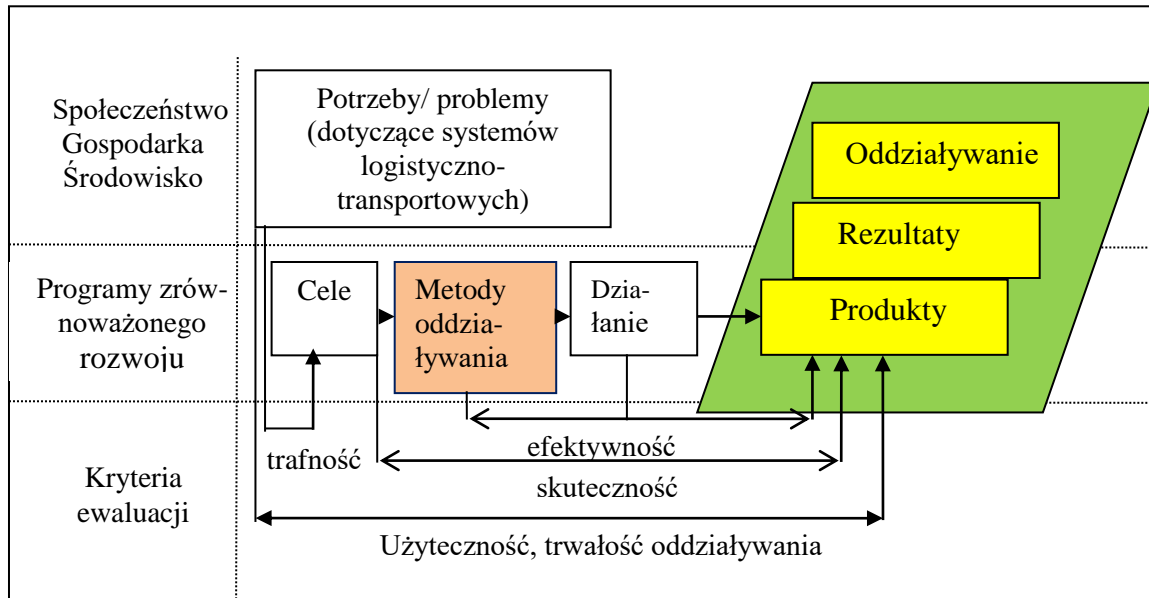 Społeczeństwo
Gospodarka
Środowisko
Potrzeby/ problemy
(dotyczące systemów
logistyczno-
transportowych)
Oddziaływanie
Rezultaty
Produkty
Programy zrów-
noważonego
rozwoju
Cele
Metody
oddzia-
ływania
Dzia-
łanie
Kryteria
ewaluacji
trafność
efektywność
skuteczność
Użyteczność, trwałość oddziaływania